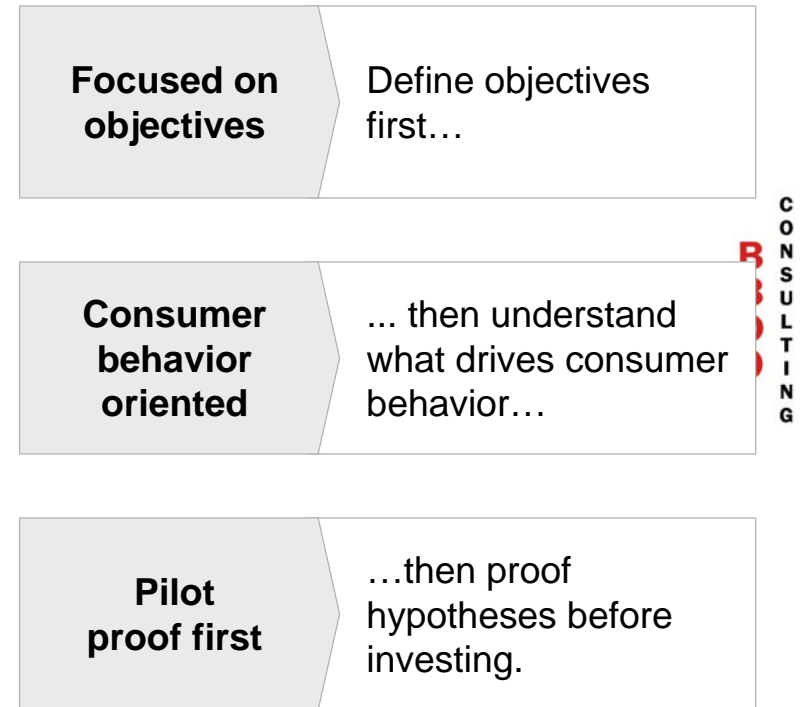 Focused on
objectives
Define objectives
first…
Consumer
behavior
oriented
... then understand
what drives consumer
behavior…
Pilot
proof first
…then proof
hypotheses before
investing.
CONSULTING